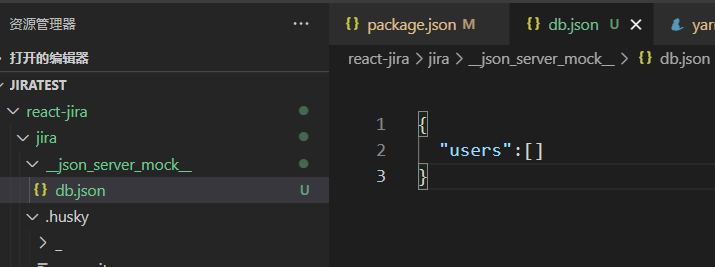 资源管理器 ···
打开的编辑器
JIRATEST
react-jira
jira
__json_server_mock__
{} db.json U
.husky
_
package.json M
db.json U
yarn
react-jira > jira > __json_server_mock__ > {} db.json
1 {
2 "users":[]
3 }